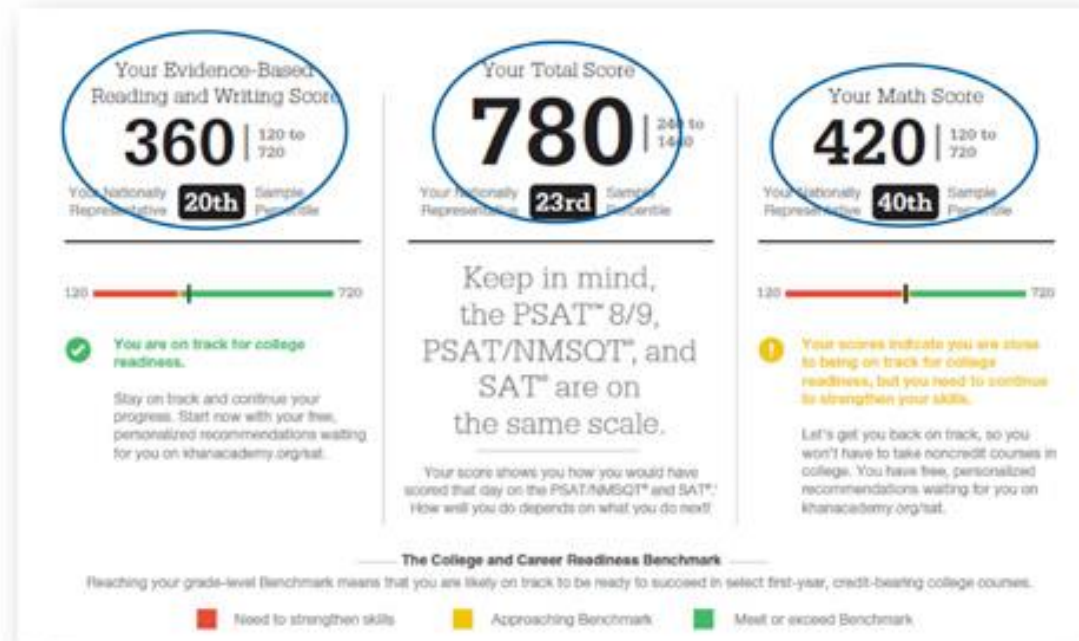 Your Evidence-Based
Reading and Writing Score
360 | 120 to
720
Your Nationally
Representative 20th Sample
Percentile
120 720
You are on track for college
readiness.
Stay on track and continue your
progress. Start now with your free,
personalized recommendations waiting
for you on khanacademy.org/sat.
Your Total Score
780 | 240 to
1440
Your Nationally
Representative 23rd Sample
Percentile
Keep in mind,
the PSAT™ 8/9,
PSAT/NMSQT®, and
SAT® are on
the same scale.
Your score shows you how you would have
scored that day on the PSAT/NMSQT® and SAT®.¹
How well you do depends on what you do next!
Your Math Score
420 | 120 to
720
Your Nationally
Representative 40th Sample
Percentile
120 720
Your scores indicate you are close
to being on track for college
readiness, but you need to continue
to strengthen your skills.
Let's get you back on track, so you
won't have to take noncredit courses in
college. You have free, personalized
recommendations waiting for you on
khanacademy.org/sat.
The College and Career Readiness Benchmark
Reaching your grade-level Benchmark means that you are likely on track to be ready to succeed in select first-year, credit-bearing college courses.
Need to strengthen skills Approaching Benchmark Meet or exceed Benchmark